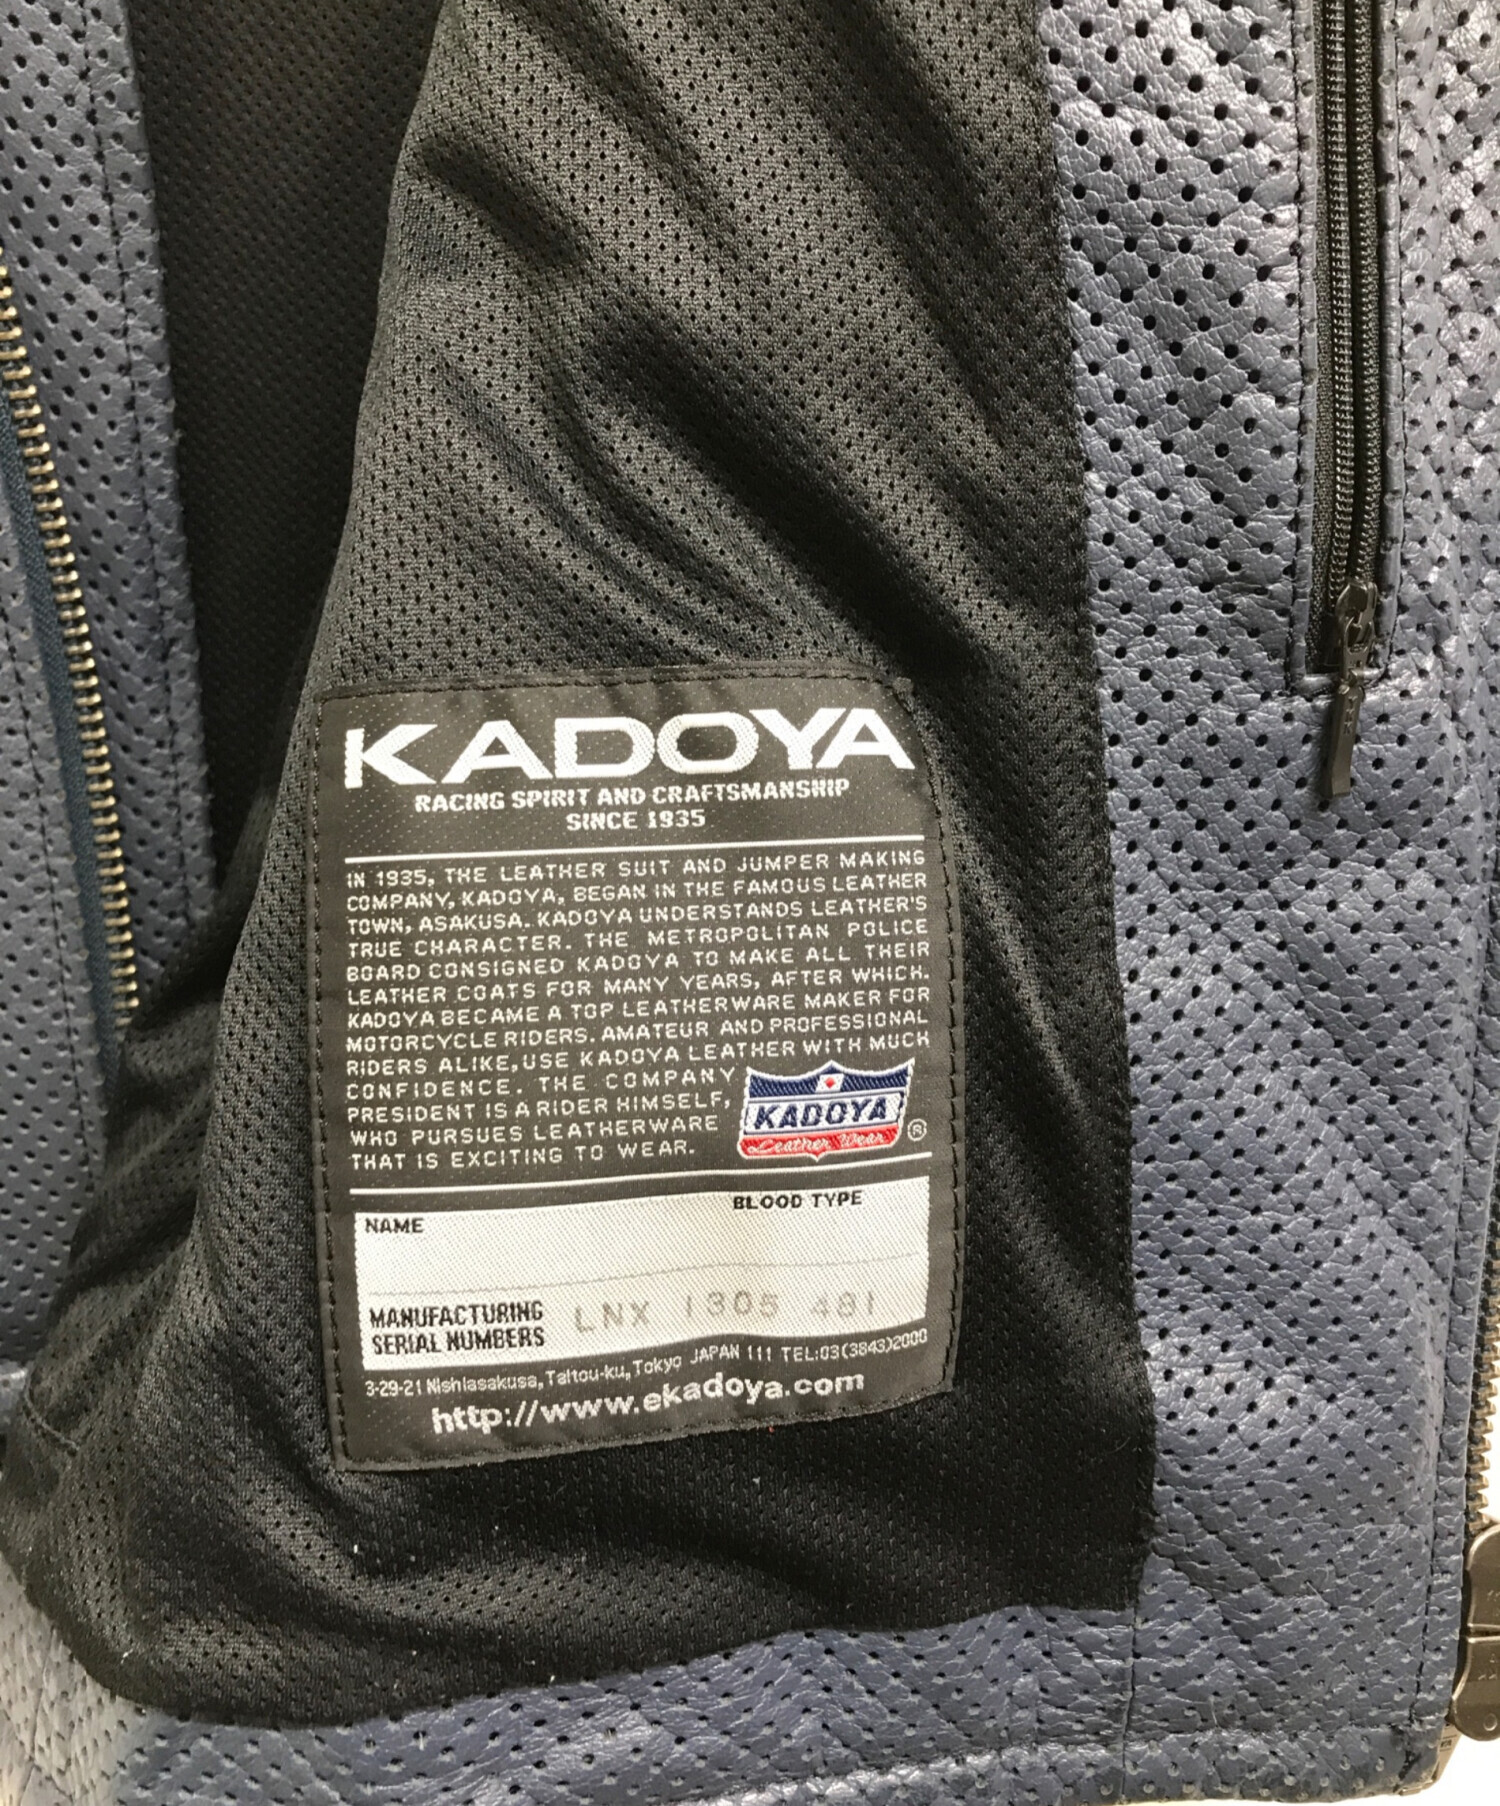 KADOYA
RACING SPIRIT AND CRAFTSMANSHIP
SINCE 1935
IN 1935, THE LEATHER SUIT AND JUMPER MAKING
COMPANY, KADOYA, BEGAN IN THE FAMOUS LEATHER
TOWN, ASAKUSA. KADOYA UNDERSTANDS LEATHER'S
TRUE CHARACTER. THE METROPOLITAN POLICE
BOARD CONSIGNED KADOYA TO MAKE ALL THEIR
LEATHER COATS FOR MANY YEARS, AFTER WHICH.
KADOYA BECAME A TOP LEATHERWARE MAKER FOR
MOTORCYCLE RIDERS. AMATEUR AND PROFESSIONAL
RIDERS ALIKE, USE KADOYA LEATHER WITH MUCH
CONFIDENCE. THE COMPANY
PRESIDENT IS A RIDER HIMSELF,
WHO PURSUES LEATHERWARE
THAT IS EXCITING TO WEAR.
KADOYA
Leather Wear
®
NAME
BLOOD TYPE
MANUFACTURING
SERIAL NUMBERS
LNX 1305 481
3-29-21 Nishiasakusa, Taitou-ku, Tokyo JAPAN 111 TEL:03(3843)2000
http://www.ekadoya.com